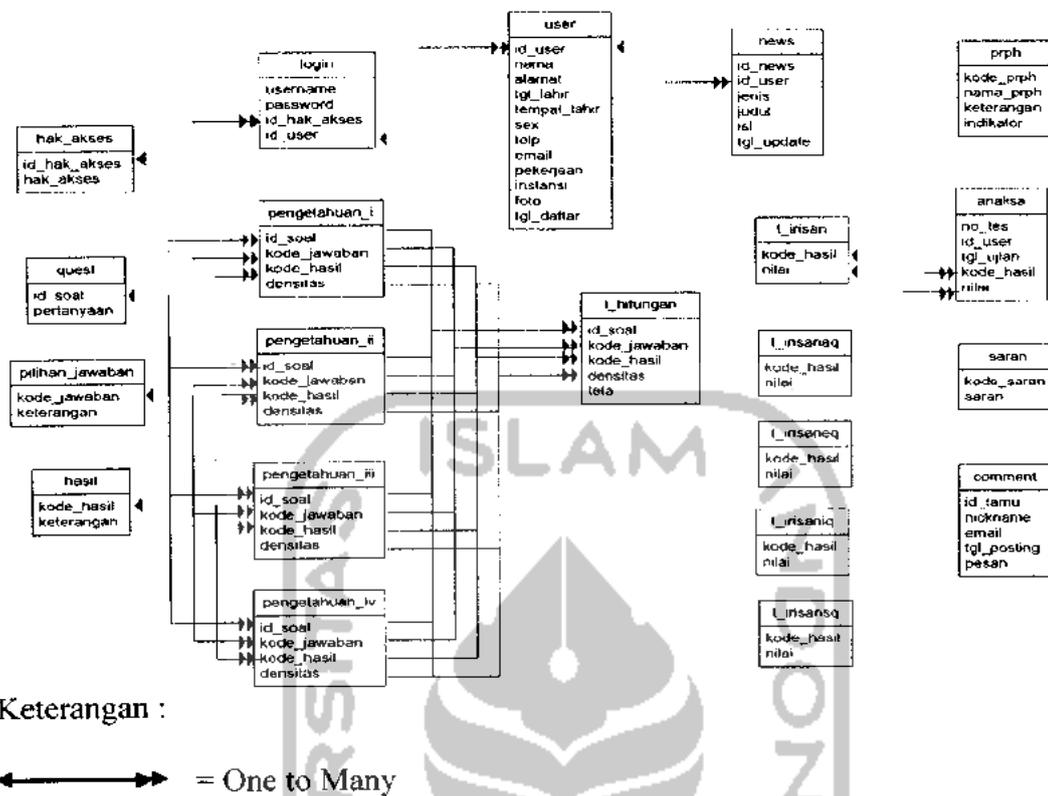 hak_akses
id_hak_akses
hak_akses
quest
id_soal
pertanyaan
pilihan_jawaban
kode_jawaban
keterangan
hasil
kode_hasil
keterangan
login
username
password
id_hak_akses
id_user
pengetahuan_i
id_soal
kode_jawaban
kode_hasil
densitas
pengetahuan_ii
id_soal
kode_jawaban
kode_hasil
densitas
pengetahuan_iii
id_soal
kode_jawaban
kode_hasil
densitas
pengetahuan_iv
id_soal
kode_jawaban
kode_hasil
densitas
user
id_user
nama
alamat
tgl_lahir
tempat_lahir
sex
telp
email
pekerjaan
instansi
foto
tgl_daftar
t_hitungan
id_soal
kode_jawaban
kode_hasil
densitas
teta
news
id_news
id_user
jenis
judul
isi
tgl_update
t_irisan
kode_hasil
nilai
t_irisanaq
kode_hasil
nilai
t_irisaneq
kode_hasil
nilai
t_irisaniq
kode_hasil
nilai
t_irisansq
kode_hasil
nilai
prph
kode_prph
nama_prph
keterangan
indikator
analisa
no_tes
id_user
tgl_ujian
kode_hasil
nilai
saran
kode_saran
saran
comment
id_tamu
nickname
email
tgl_posting
pesan
ISLAM
Keterangan :
= One to Many